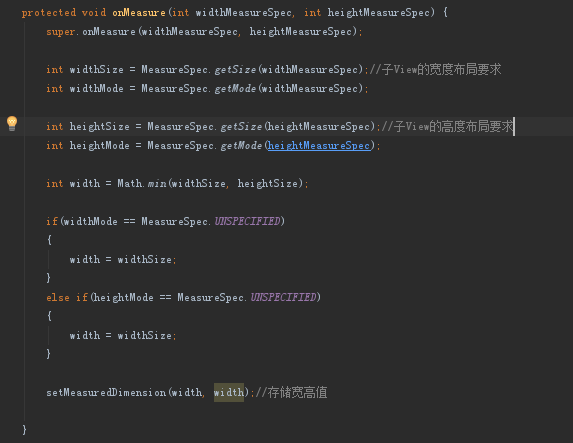 protected void onMeasure(int widthMeasureSpec, int heightMeasureSpec) {
super.onMeasure(widthMeasureSpec, heightMeasureSpec);
int widthSize = MeasureSpec.getSize(widthMeasureSpec);//子View的宽度布局要求
int widthMode = MeasureSpec.getMode(widthMeasureSpec);
int heightSize = MeasureSpec.getSize(heightMeasureSpec);//子View的高度布局要求
int heightMode = MeasureSpec.getMode(heightMeasureSpec);
int width = Math.min(widthSize, heightSize);
if(widthMode == MeasureSpec.UNSPECIFIED)
{
width = widthSize;
}
else if(heightMode == MeasureSpec.UNSPECIFIED)
{
width = widthSize;
}
setMeasuredDimension(width, width);//存储宽高值
}